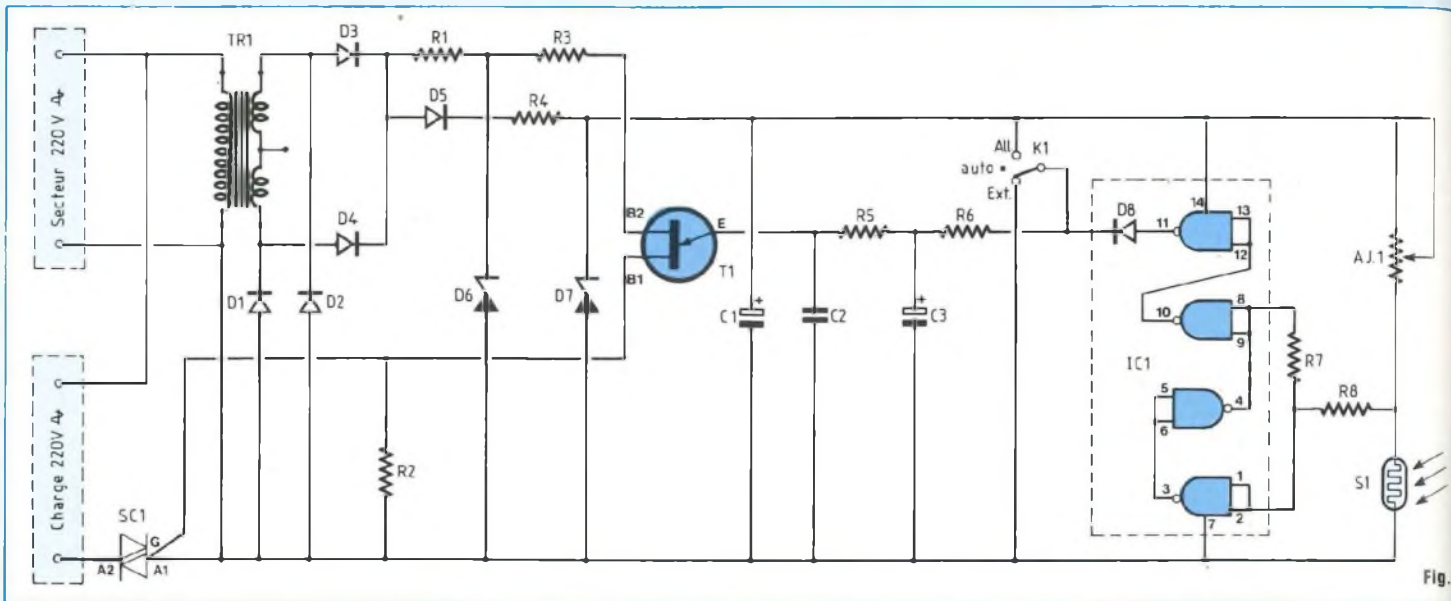 Secteur 220 V
Charge 220V
TR1
D3
R1
R3
D5
R4
D4
D1
D2
D6
D7
B2
B1
E
T1
R2
SC1
G
A2
A1
C1
+
C2
R5
C3
+
R6
All
auto
Ext.
K1
D8
14
11
13
12
10
8
9
IC1
5
6
4
3
1
2
7
R7
R8
AJ.1
S1
Fig.